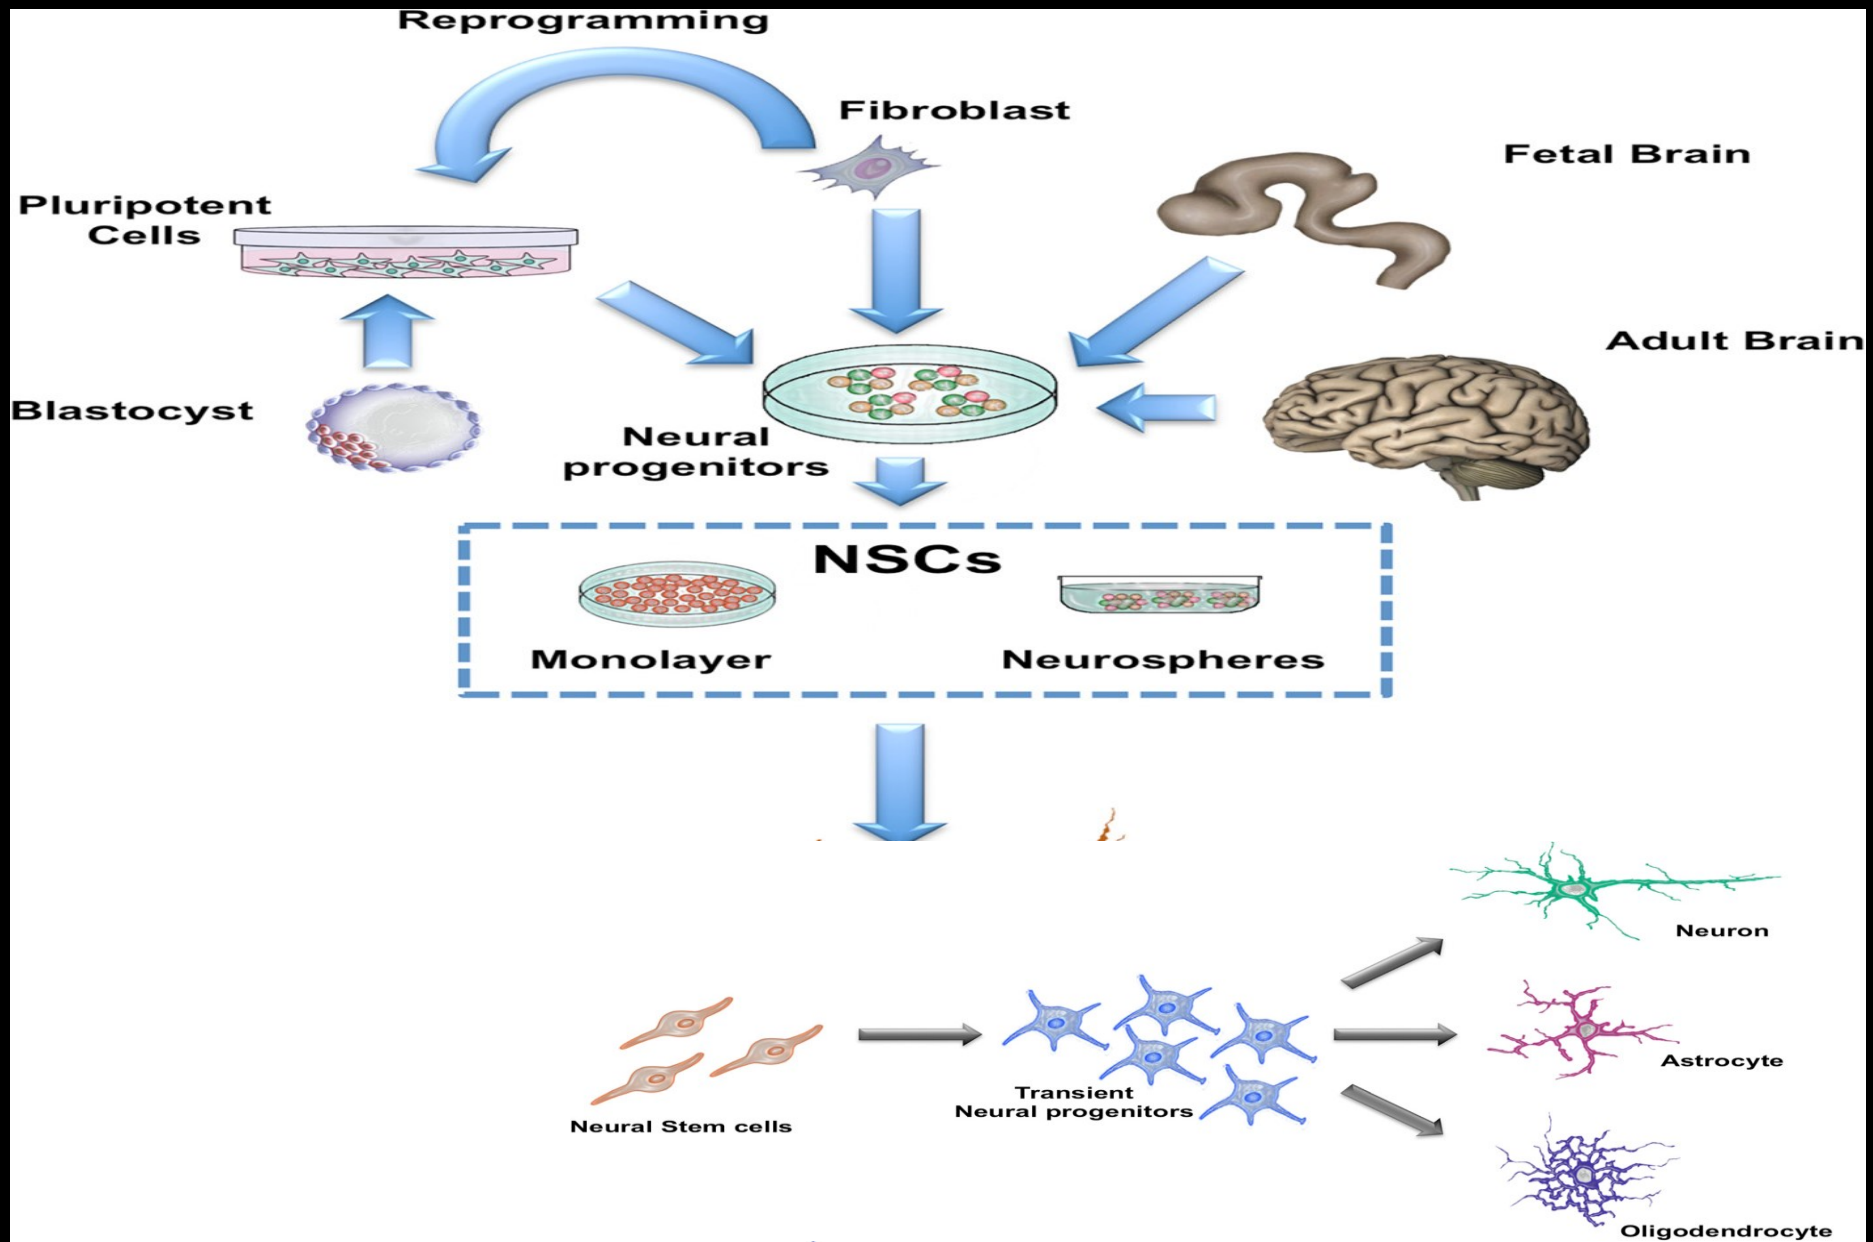 Reprogramming
Fibroblast
Fetal Brain
Pluripotent
Cells
Adult Brain
Blastocyst
Neural
progenitors
NSCs
Monolayer
Neurospheres
Neuron
Astrocyte
Transient
Neural progenitors
Neural Stem cells
Oligodendrocyte